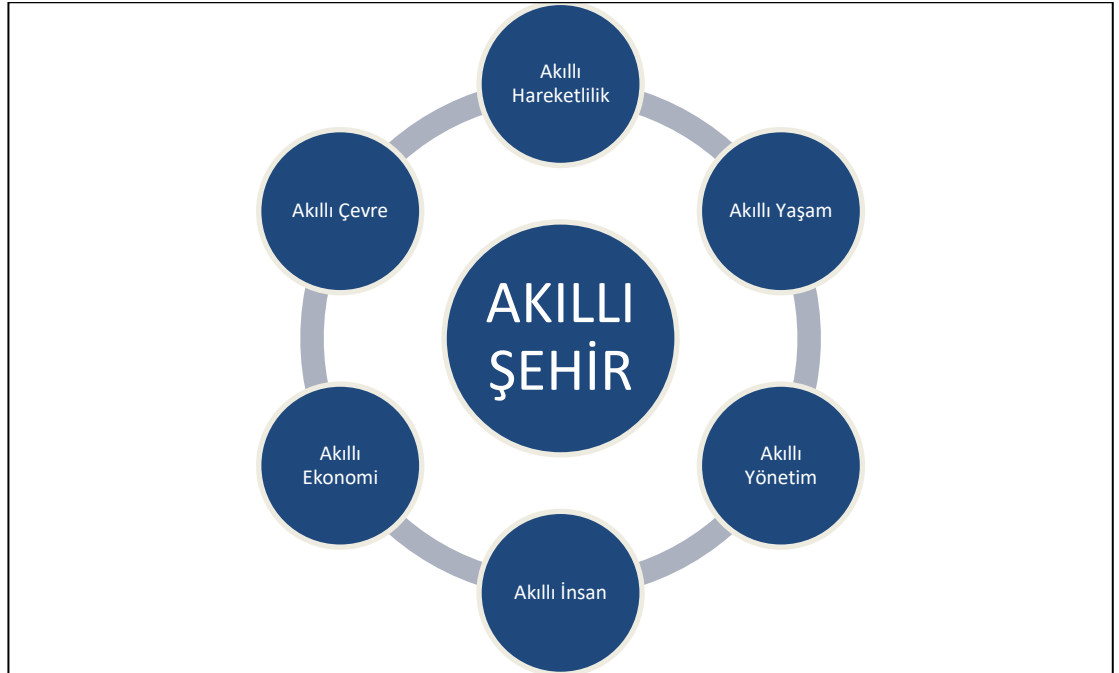 Akıllı
Hareketlilik
Akıllı Çevre
Akıllı Yaşam
AKILLI
ŞEHİR
Akıllı
Ekonomi
Akıllı
Yönetim
Akıllı İnsan